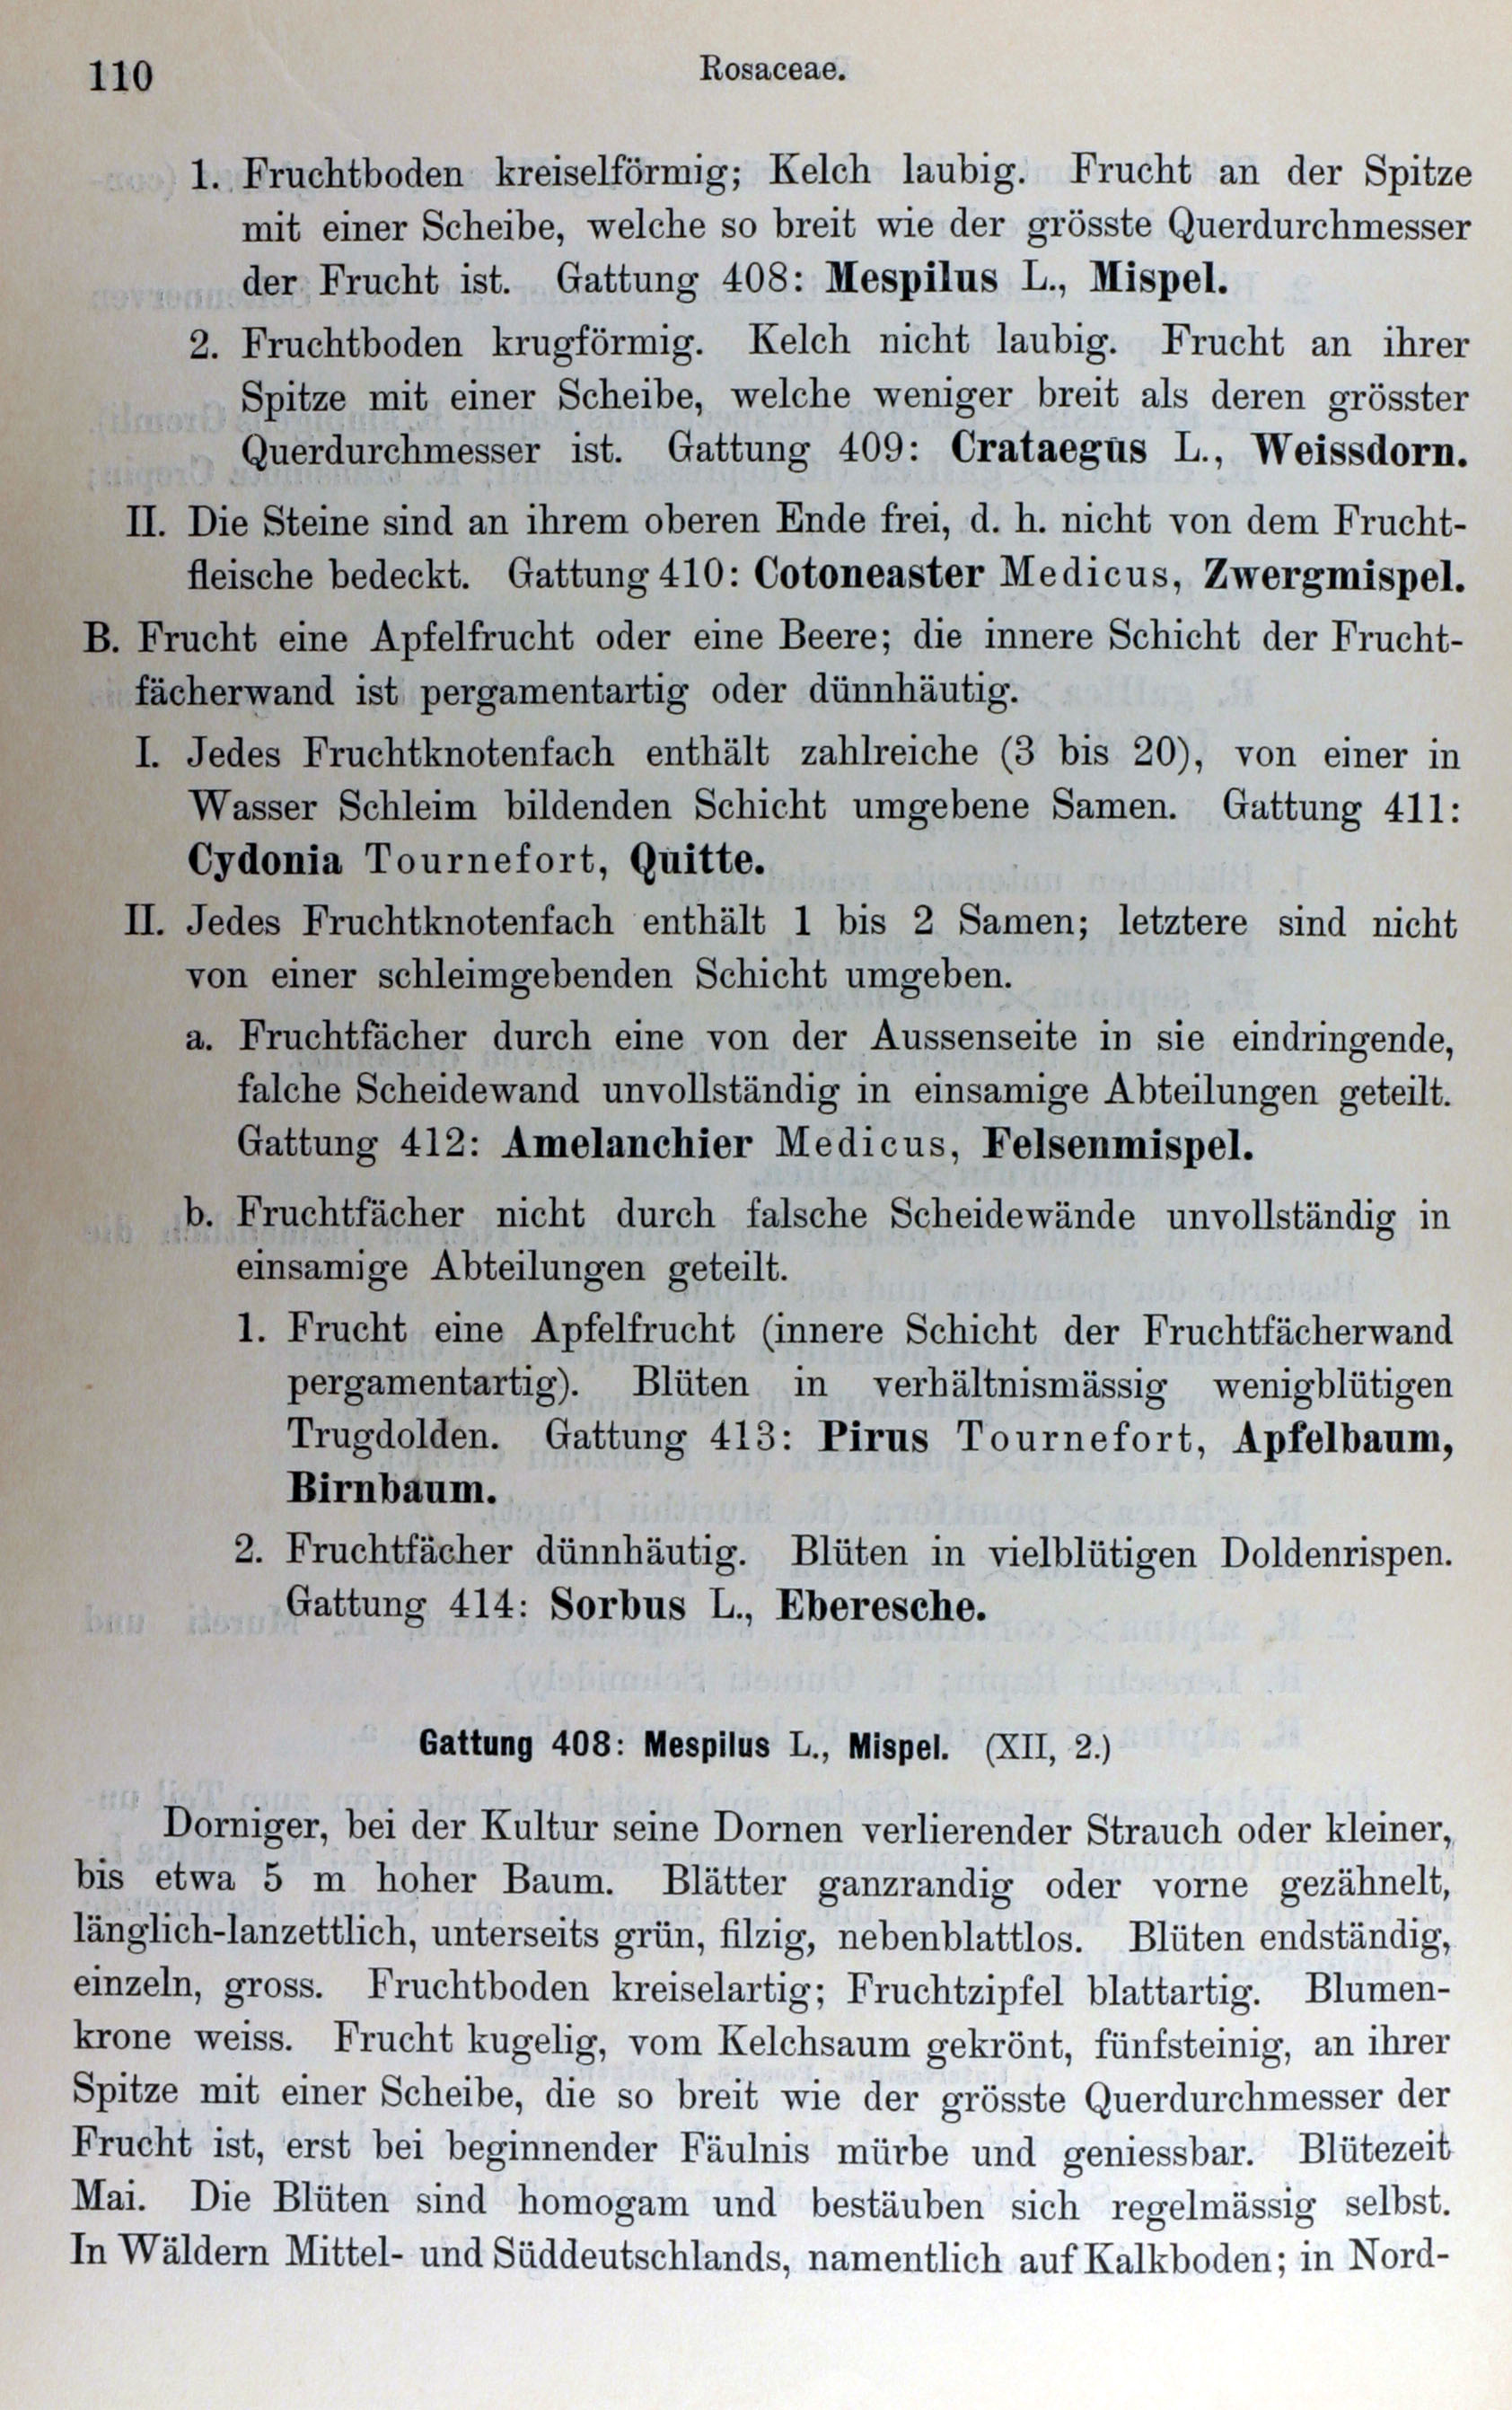 110
Rosaceae.
1. Fruchtboden kreiselförmig; Kelch laubig. Frucht an der Spitze
mit einer Scheibe, welche so breit wie der grösste Querdurchmesser
der Frucht ist. Gattung 408: Mespilus L., Mispel.
2. Fruchtboden krugförmig. Kelch nicht laubig. Frucht an ihrer
Spitze mit einer Scheibe, welche weniger breit als deren grösster
Querdurchmesser ist. Gattung 409: Crataegus L., Weissdorn.
II. Die Steine sind an ihrem oberen Ende frei, d. h. nicht von dem Frucht-
fleische bedeckt. Gattung 410: Cotoneaster Medicus, Zwergmispel.
B. Frucht eine Apfelfrucht oder eine Beere; die innere Schicht der Frucht-
fächerwand ist pergamentartig oder dünnhäutig.
I. Jedes Fruchtknotenfach enthält zahlreiche (3 bis 20), von einer in
Wasser Schleim bildenden Schicht umgebene Samen. Gattung 411:
Cydonia Tournefort, Quitte.
II. Jedes Fruchtknotenfach enthält 1 bis 2 Samen; letztere sind nicht
von einer schleimgebenden Schicht umgeben.
a. Fruchtfächer durch eine von der Aussenseite in sie eindringende,
falsche Scheidewand unvollständig in einsamige Abteilungen geteilt.
Gattung 412: Amelanchier Medicus, Felsenmispel.
b. Fruchtfächer nicht durch falsche Scheidewände unvollständig in
einsamige Abteilungen geteilt.
1. Frucht eine Apfelfrucht (innere Schicht der Fruchtfächerwand
pergamentartig). Blüten in verhältnismässig wenigblütigen
Trugdolden. Gattung 413: Pirus Tournefort, Apfelbaum,
Birnbaum.
2. Fruchtfächer dünnhäutig. Blüten in vielblütigen Doldenrispen.
Gattung 414: Sorbus L., Eberesche.
Gattung 408: Mespilus L., Mispel. (XII, 2.)
Dorniger, bei der Kultur seine Dornen verlierender Strauch oder kleiner,
bis etwa 5 m hoher Baum. Blätter ganzrandig oder vorne gezähnelt,
länglich-lanzettlich, unterseits grün, filzig, nebenblattlos. Blüten endständig,
einzeln, gross. Fruchtboden kreiselartig; Fruchtzipfel blattartig. Blumen-
krone weiss. Frucht kugelig, vom Kelchsaum gekrönt, fünfsteinig, an ihrer
Spitze mit einer Scheibe, die so breit wie der grösste Querdurchmesser der
Frucht ist, erst bei beginnender Fäulnis mürbe und geniessbar. Blütezeit
Mai. Die Blüten sind homogam und bestäuben sich regelmässig selbst.
In Wäldern Mittel- und Süddeutschlands, namentlich auf Kalkboden; in Nord-